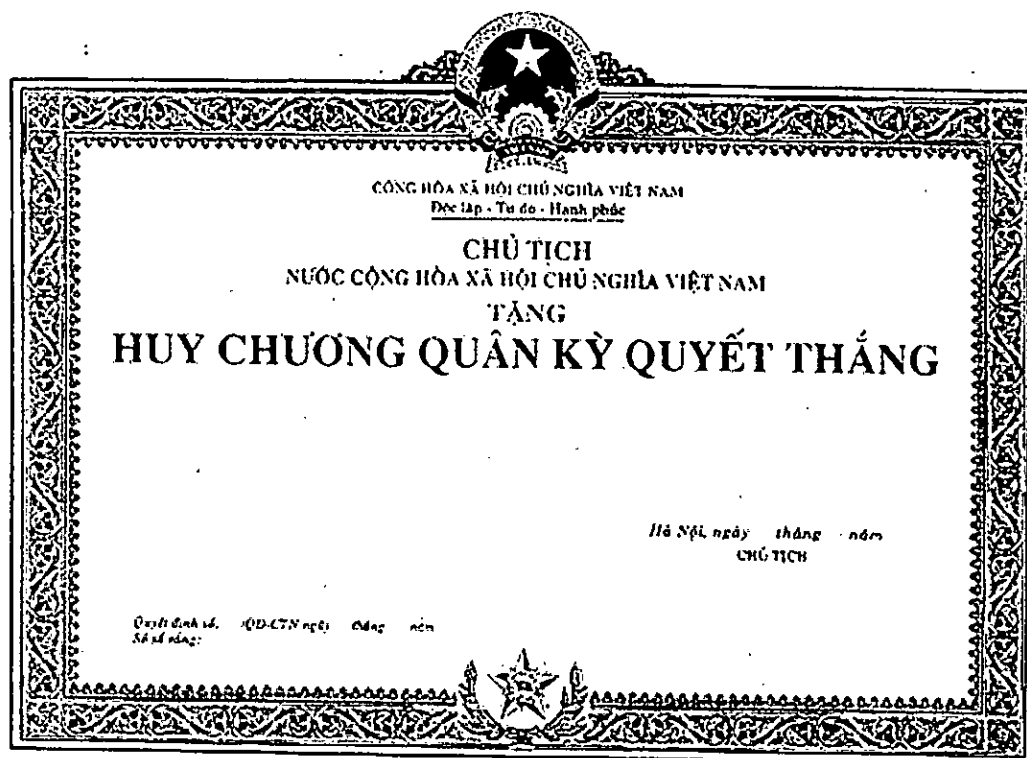 CỘNG HÒA XÃ HỘI CHỦ NGHĨA VIỆT NAM
Độc lập - Tự do - Hạnh phúc
CHỦ TỊCH
NƯỚC CỘNG HÒA XÃ HỘI CHỦ NGHĨA VIỆT NAM
TẶNG
HUY CHƯƠNG QUÂN KỲ QUYẾT THẮNG
Hà Nội, ngày tháng năm
CHỦ TỊCH
Quyết định số, /QĐ-CTN ngày tháng năm
Số sổ vàng: